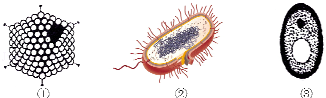 ① ② ③